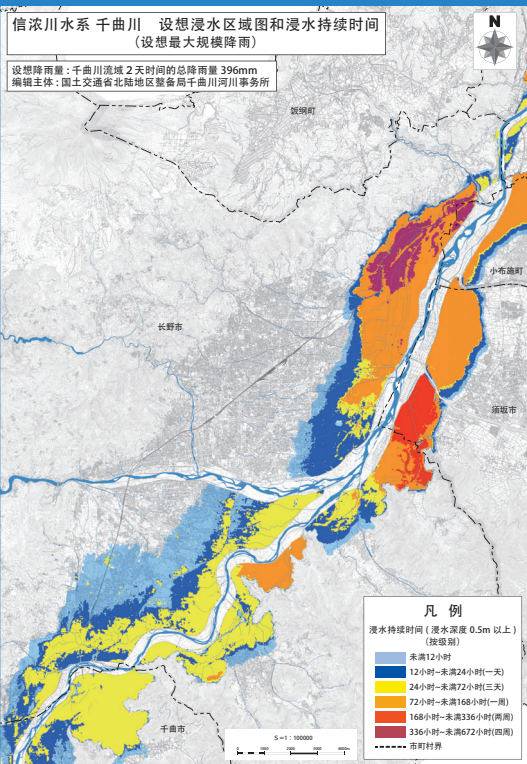 信浓川水系 千曲川　设想浸水区域图和浸水持续时间
（设想最大规模降雨）
设想降雨量：千曲川流域 2 天时间的总降雨量 396mm
编辑主体：国土交通省北陆地区整备局千曲川河川事务所
N
饭纲町
小布施町
长野市
须坂市
千曲市
凡 例
浸水持续时间 ( 浸水深度 0.5m 以上 )
(按级别)
未满12小时
12小时~未满24小时(一天)
24小时~未满72小时(三天)
72小时~未满168小时(一周)
168小时~未满336小时(两周)
336小时~未满672小时(四周)
市町村界
S＝1：100000
0 1000 2000 3000 4000m